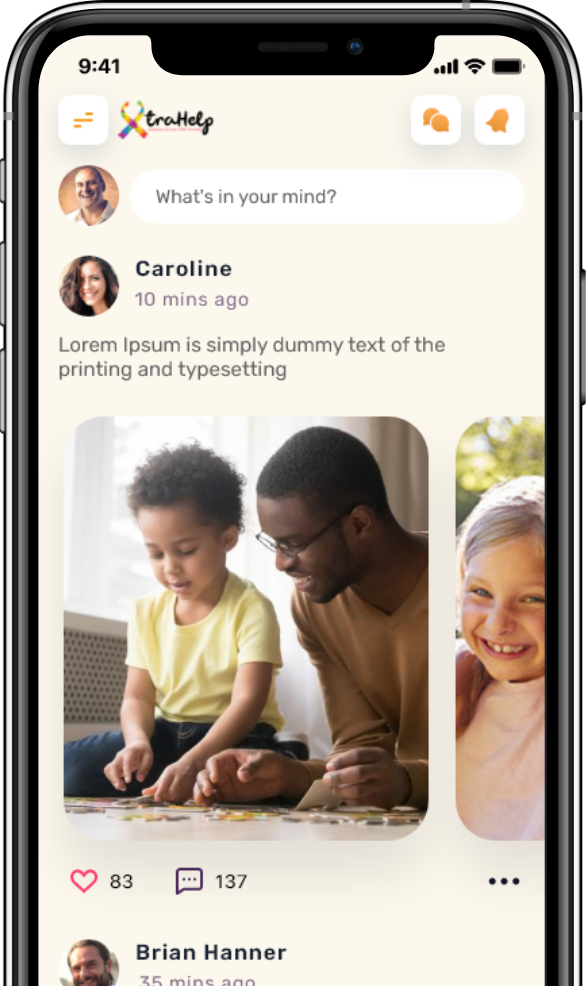 9:41
XtraHelp
What's in your mind?
Caroline
10 mins ago
Lorem Ipsum is simply dummy text of the
printing and typesetting
83
137
Brian Hanner
35 mins ago